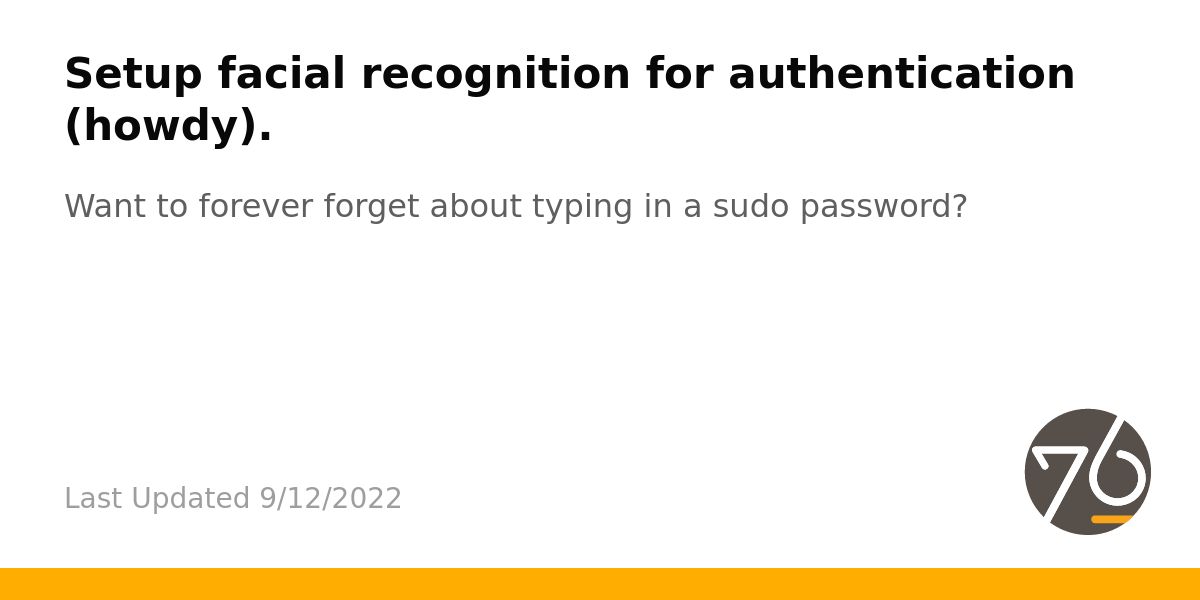 Setup facial recognition for authentication
(howdy).
Want to forever forget about typing in a sudo password?
Last Updated 9/12/2022
76